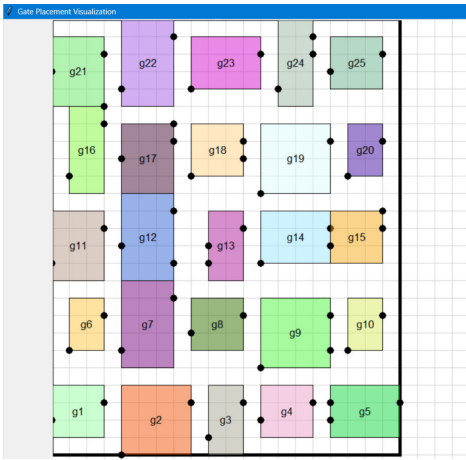 Gate Placement Visualization
g21 g22 g23 g24 g25
g16 g17 g18 g19 g20
g11 g12 g13 g14 g15
g6 g7 g8 g9 g10
g1 g2 g3 g4 g5